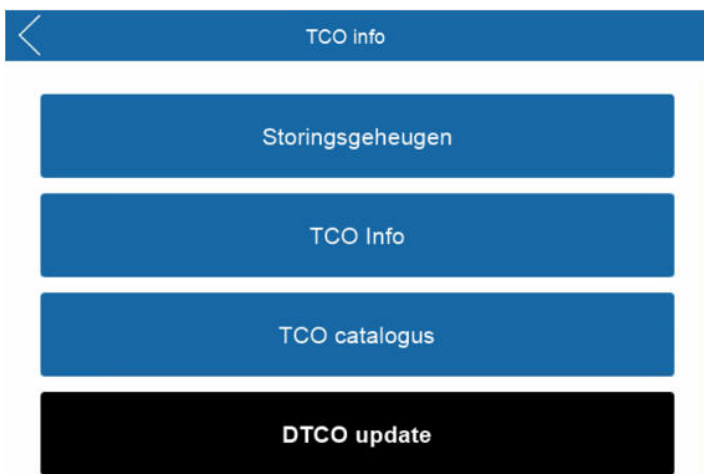 TCO info
Storingsgeheugen
TCO Info
TCO catalogus
DTCO update